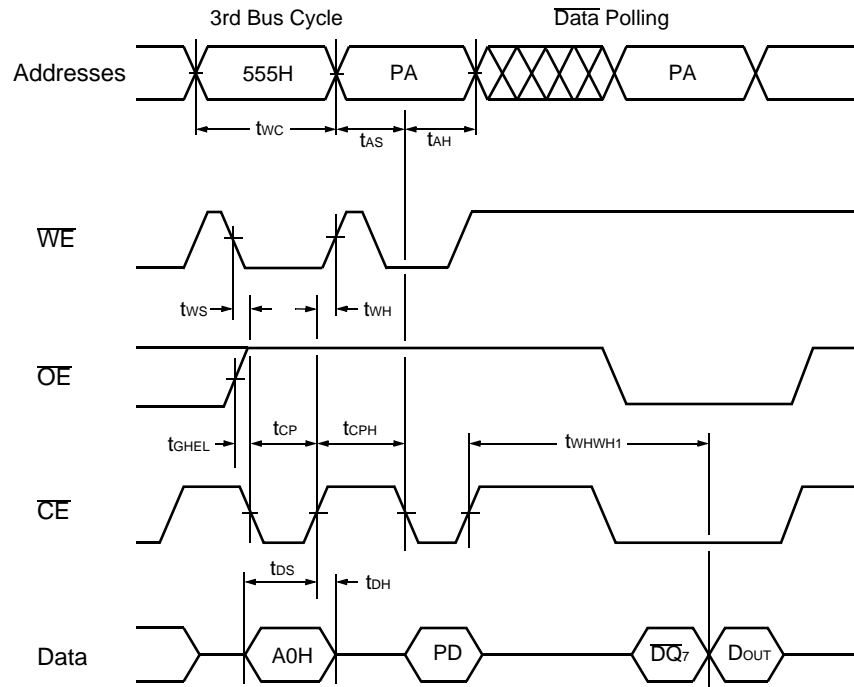 3rd Bus Cycle
Data Polling
Addresses
555H
PA
PA
tWC
tAS
tAH
WE
tWS
tWH
OE
tGHEL
tCP
tCPH
tWHWH1
CE
tDS
tDH
Data
A0H
PD
DQ7
DOUT